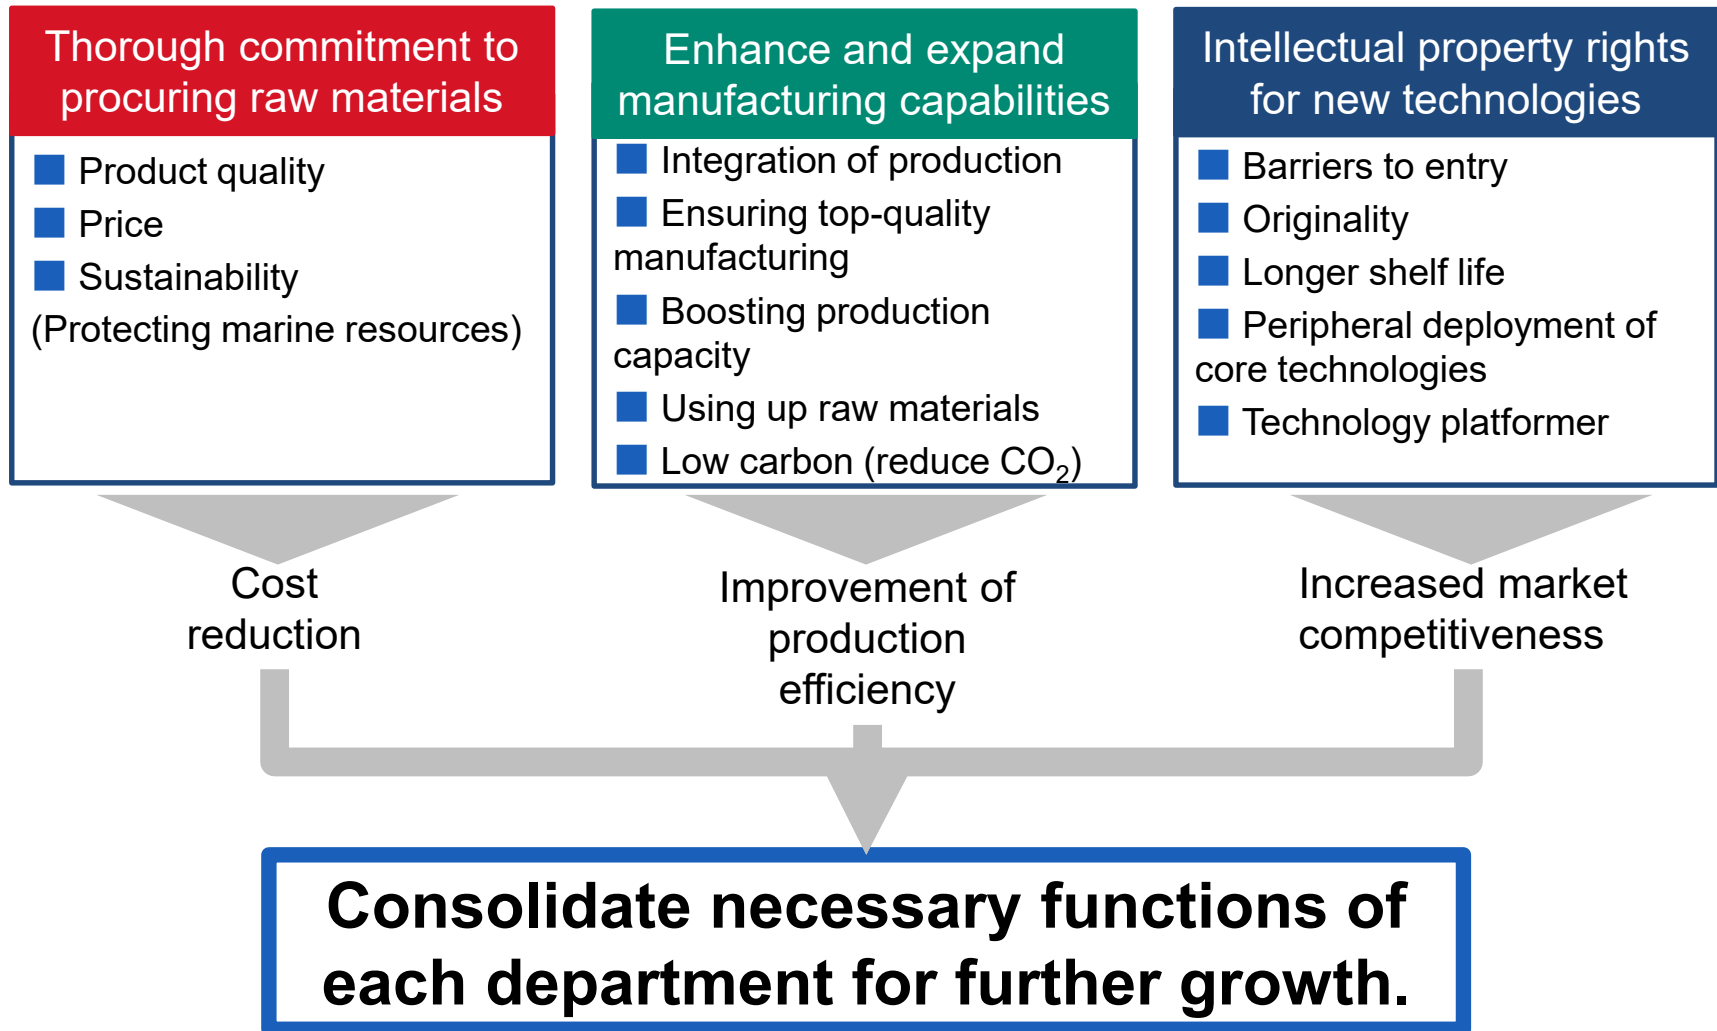 Thorough commitment to
procuring raw materials
Product quality
Price
Sustainability
(Protecting marine resources)
Cost
reduction
Enhance and expand
manufacturing capabilities
Integration of production
Ensuring top-quality
manufacturing
Boosting production
capacity
Using up raw materials
Low carbon (reduce CO₂)
Improvement of
production
efficiency
Intellectual property rights
for new technologies
Barriers to entry
Originality
Longer shelf life
Peripheral deployment of
core technologies
Technology platformer
Increased market
competitiveness
Consolidate necessary functions of
each department for further growth.